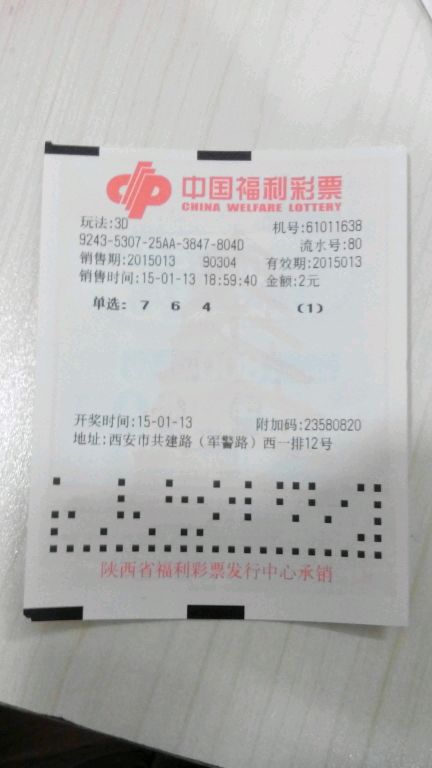 中国福利彩票
CHINA WELFARE LOTTERY
玩法:3D 机号:61011638
9243-5307-25AA-3847-804D 流水号:80
销售期:2015013 90304 有效期:2015013
销售时间:15-01-13 18:59:40 金额:2元
单选: 7 6 4 (1)
开奖时间:15-01-13 附加码:23580820
地址:西安市共建路（军警路）西一排12号
陕西省福利彩票发行中心承销